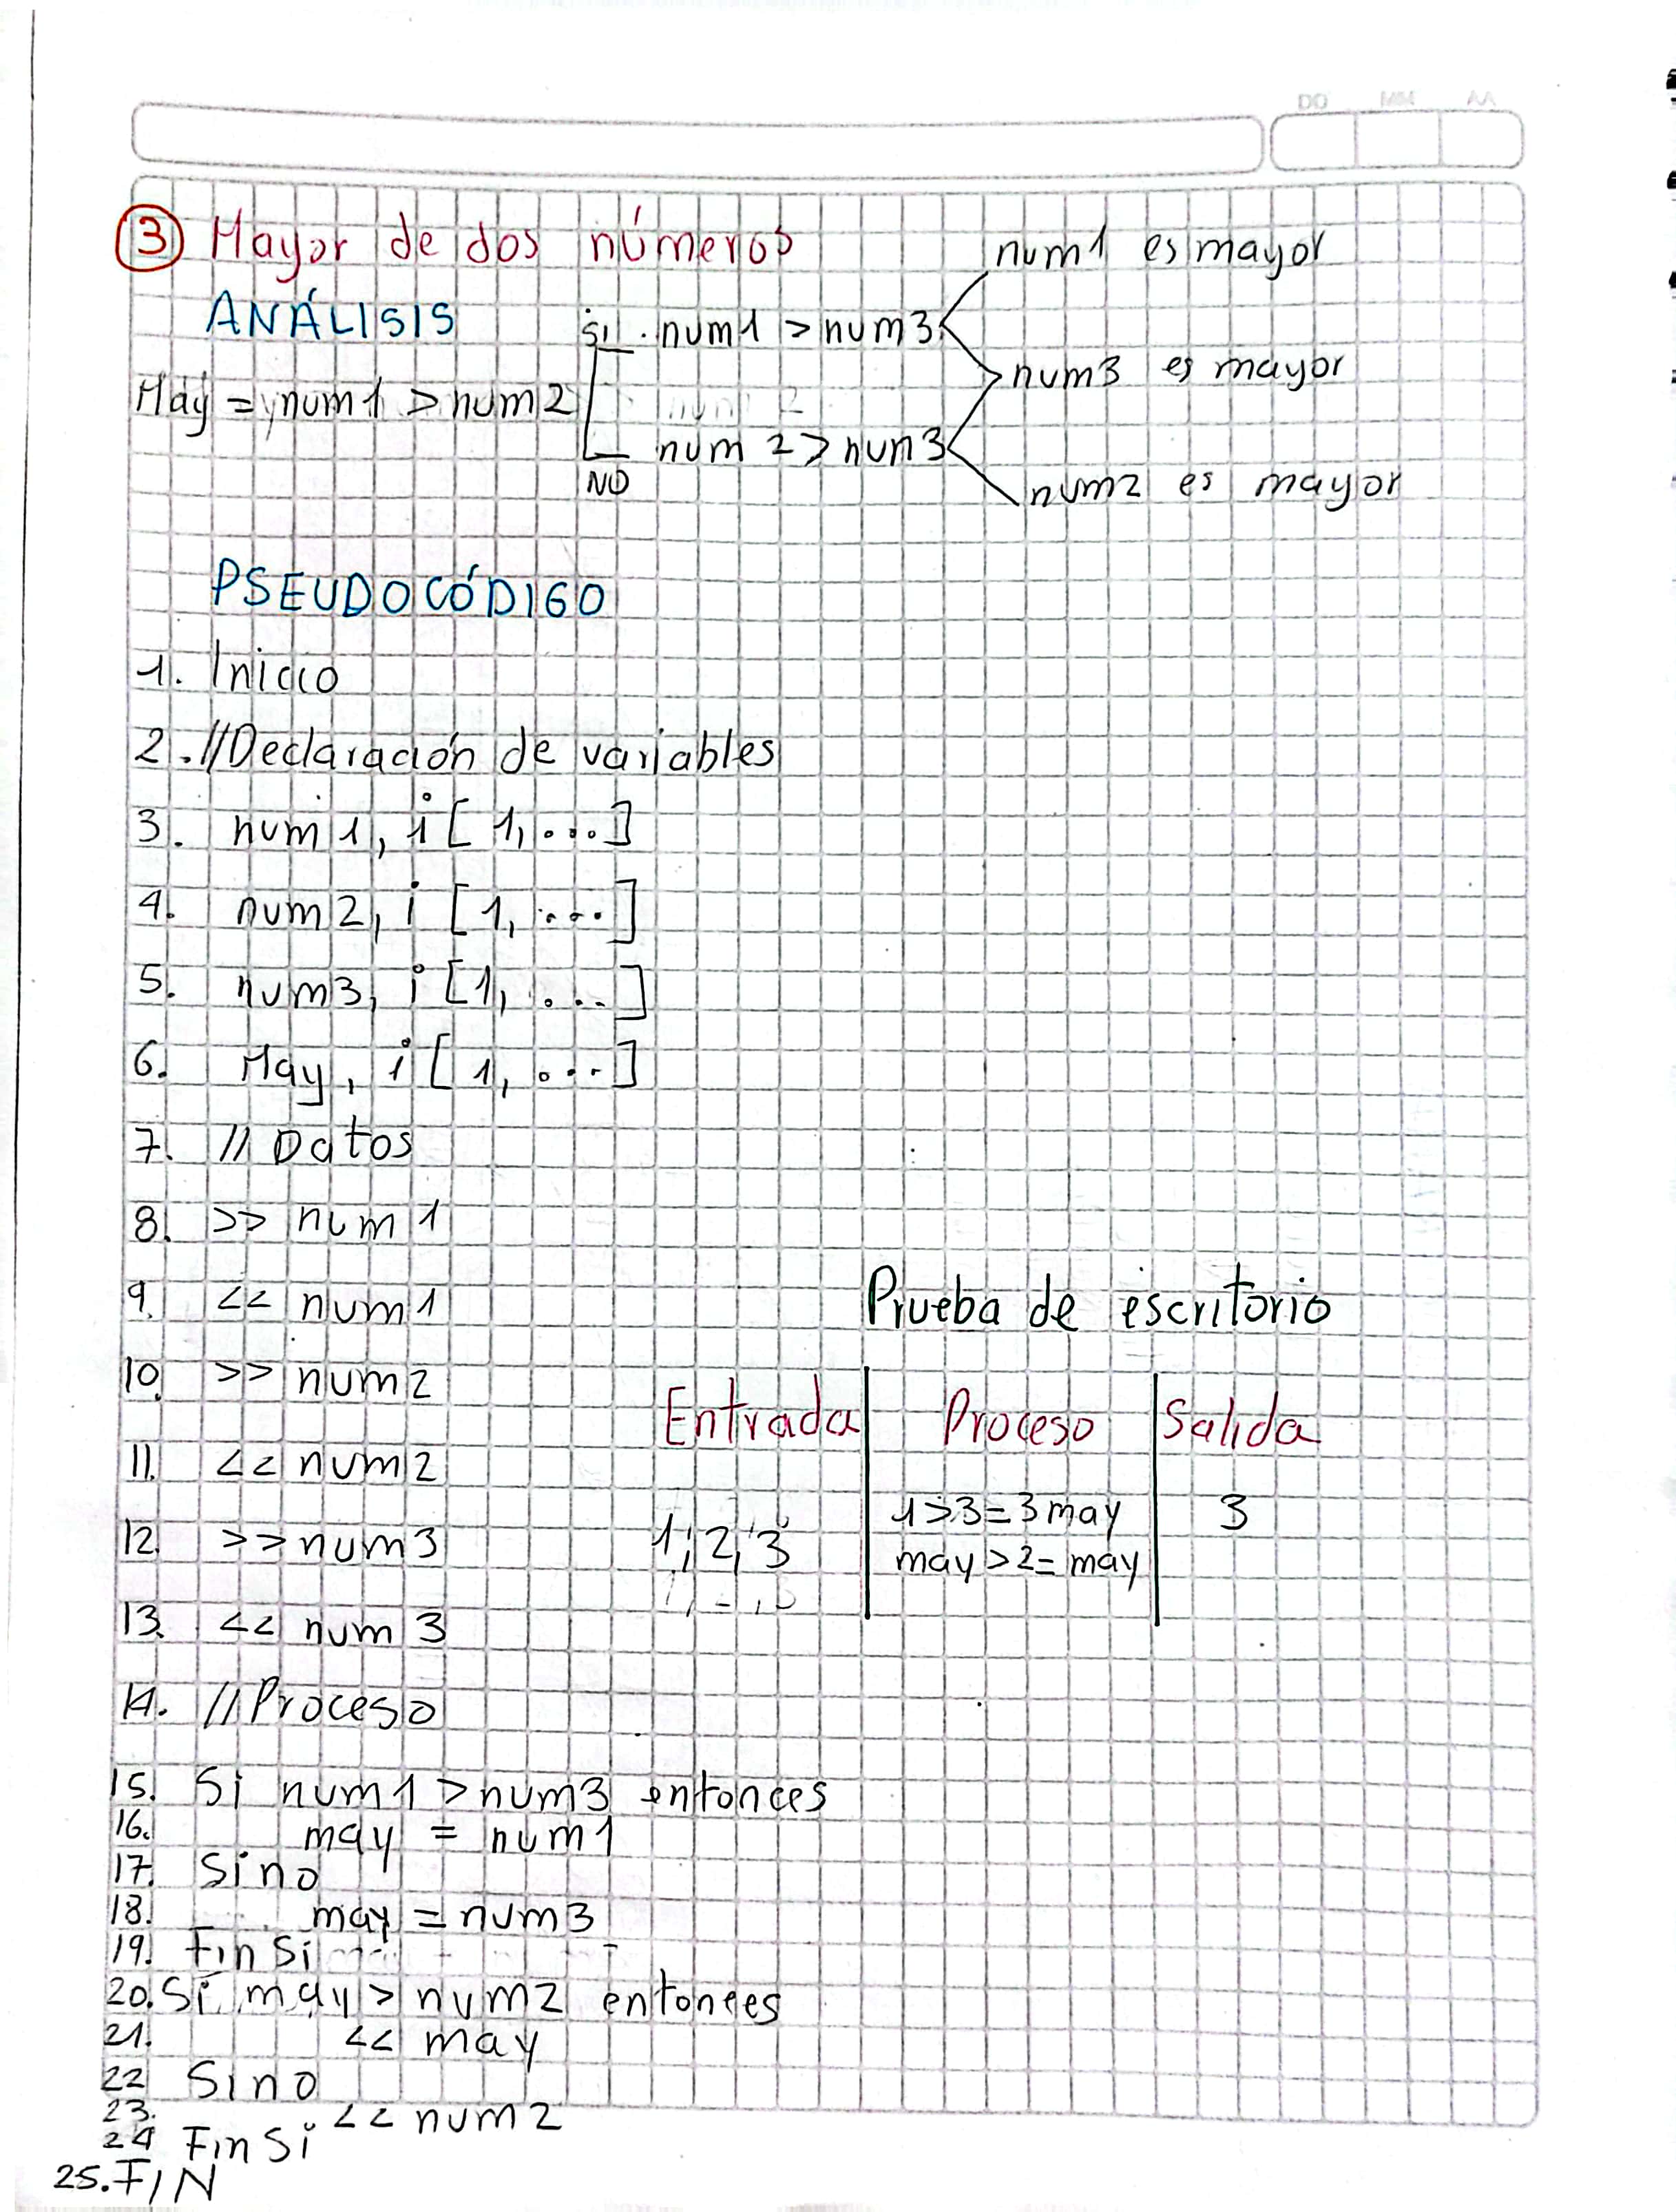 DD MM AA
3 Mayor de dos números
num1 es mayor
ANÁLISIS
SI . num1 > num3
num3 es mayor
May = num1 > num2
num 2 > num3
NO
num2 es mayor
PSEUDOCÓDIGO
1. Inicio
2. //Declaración de variables
3. num1, i [1, ...]
4. num2, i [1, ...]
5. num3, i [1, ...]
6. May, i [1, ...]
7. // Datos
8. >> num1
9. << num1
10. >> num2
11. << num2
12. >> num3
13. << num 3
Prueba de escritorio
Entrada Proceso Salida
1, 2, 3 1>3=3 may 3
may >2= may
14. //Proceso
15. Si num1 > num3 entonces
16. may = num1
17. Sino
18. may = num3
19. Fin Si
20. Si may > num2 entonces
21. << may
22 Sino
23. << num2
24 Fin Si
25. FIN